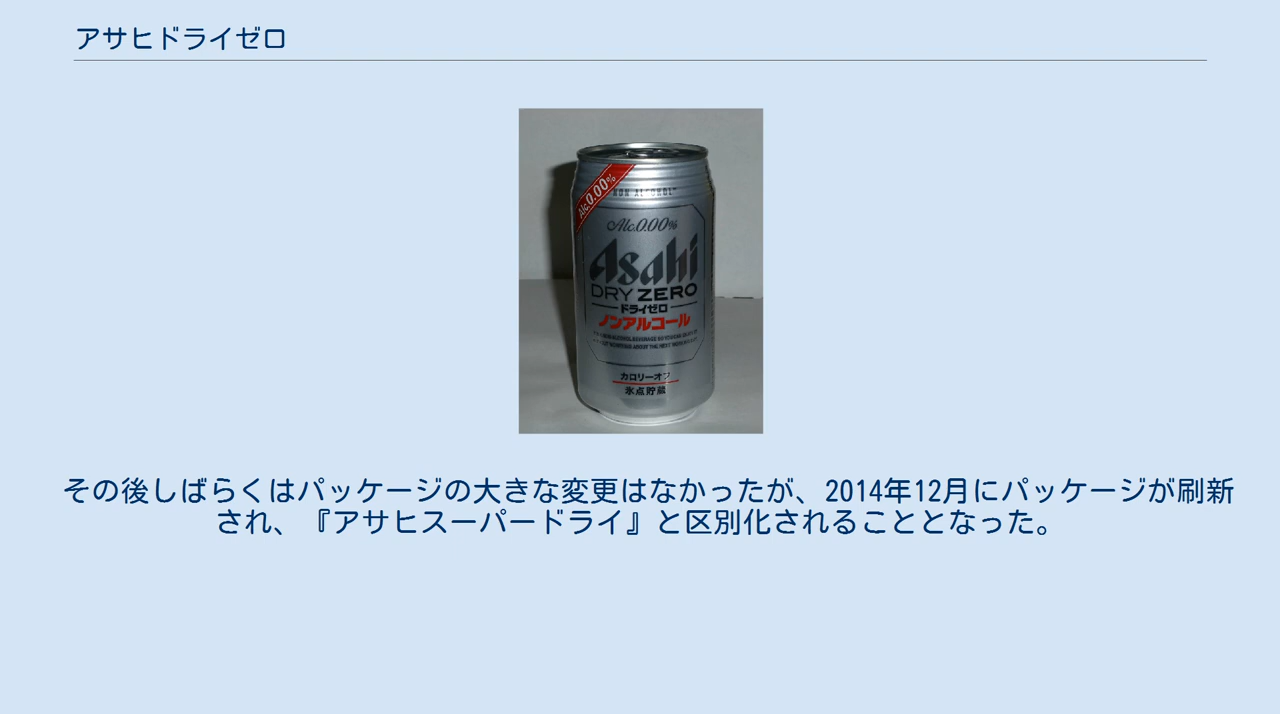 アサヒドライゼロ
Alc.0.00%
NON ALCOHOL
Alc.0.00%
Asahi
DRY ZERO
ドライゼロ
ノンアルコール
カロリーオフ
氷点貯蔵
その後しばらくはパッケージの大きな変更はなかったが、2014年12月にパッケージが刷新
され、『アサヒスーパードライ』と区別化されることとなった。